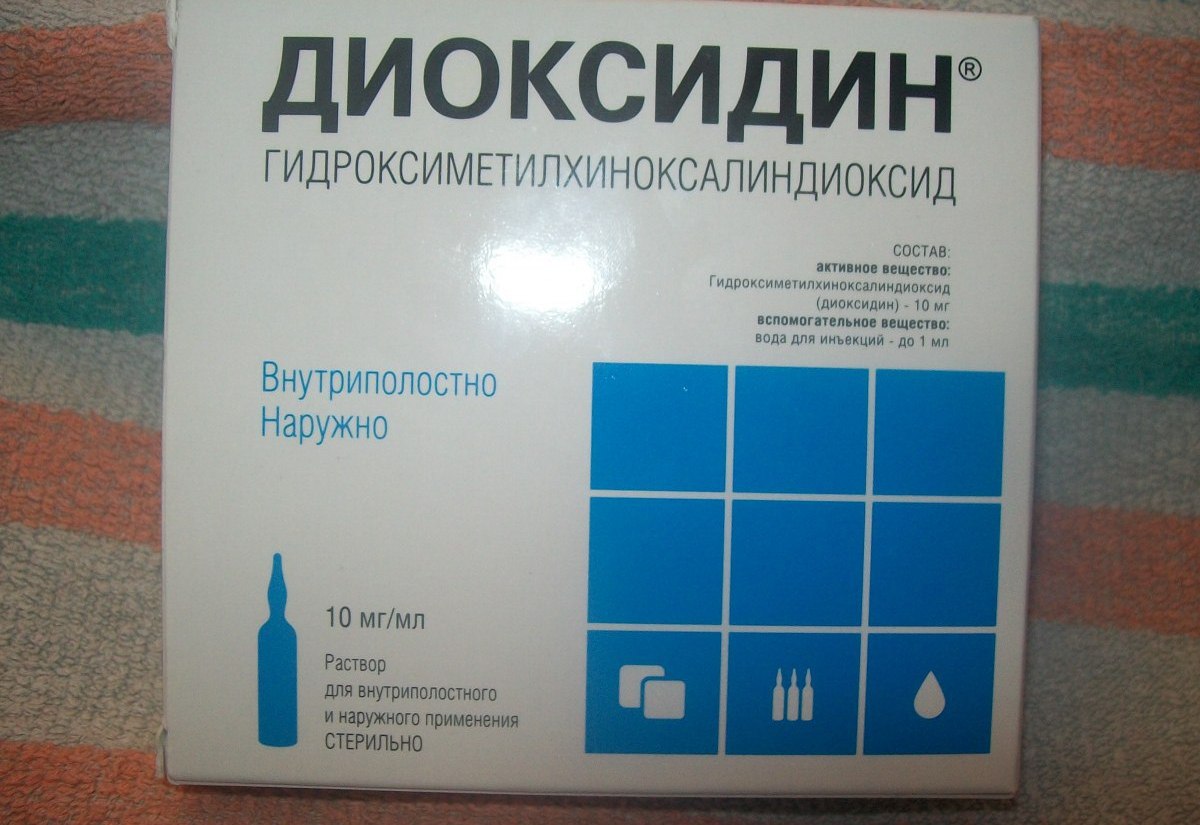 ДИОКСИДИН®
ГИДРОКСИМЕТИЛХИНОКСАЛИНДИОКСИД
СОСТАВ:
активное вещество:
Гидроксиметилхиноксалиндиоксид
(диоксидин) - 10 мг
вспомогательное вещество:
вода для инъекций - до 1 мл
Внутриполостно
Наружно
10 мг/мл
Раствор
для внутриполостного
и наружного применения
СТЕРИЛЬНО